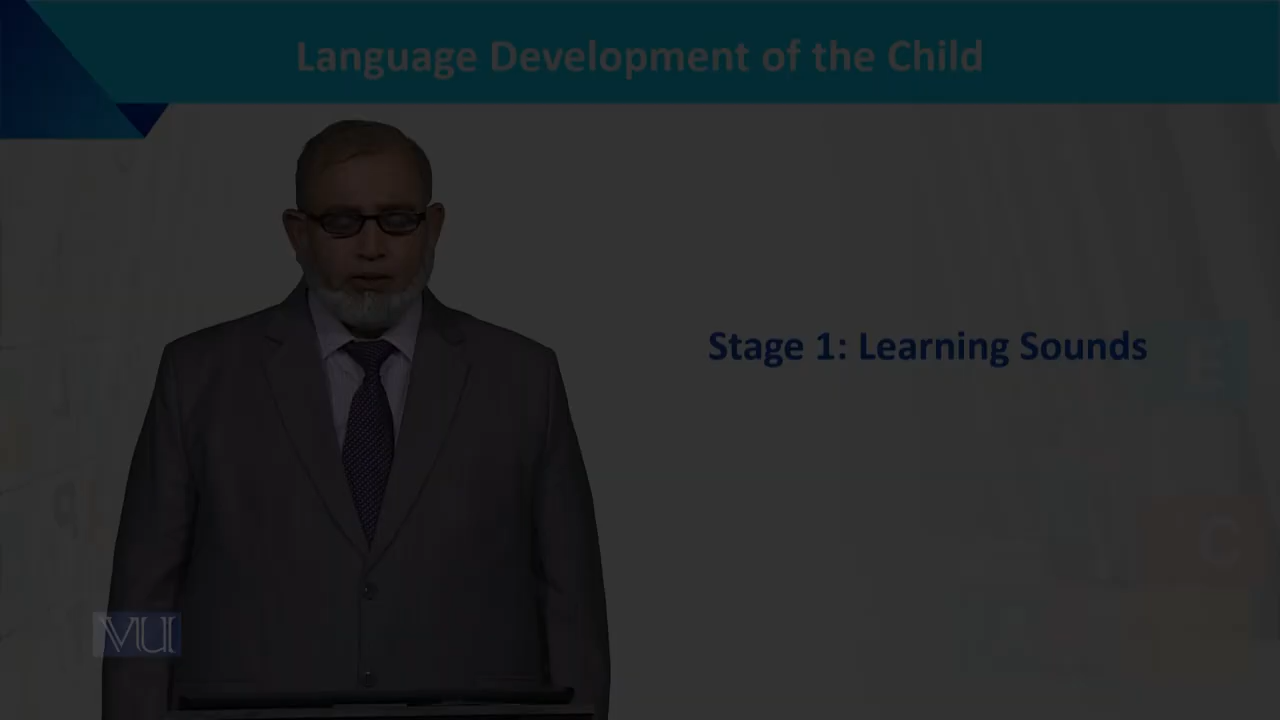 Language Development of the Child
Stage 1: Learning Sounds
E
C
VU